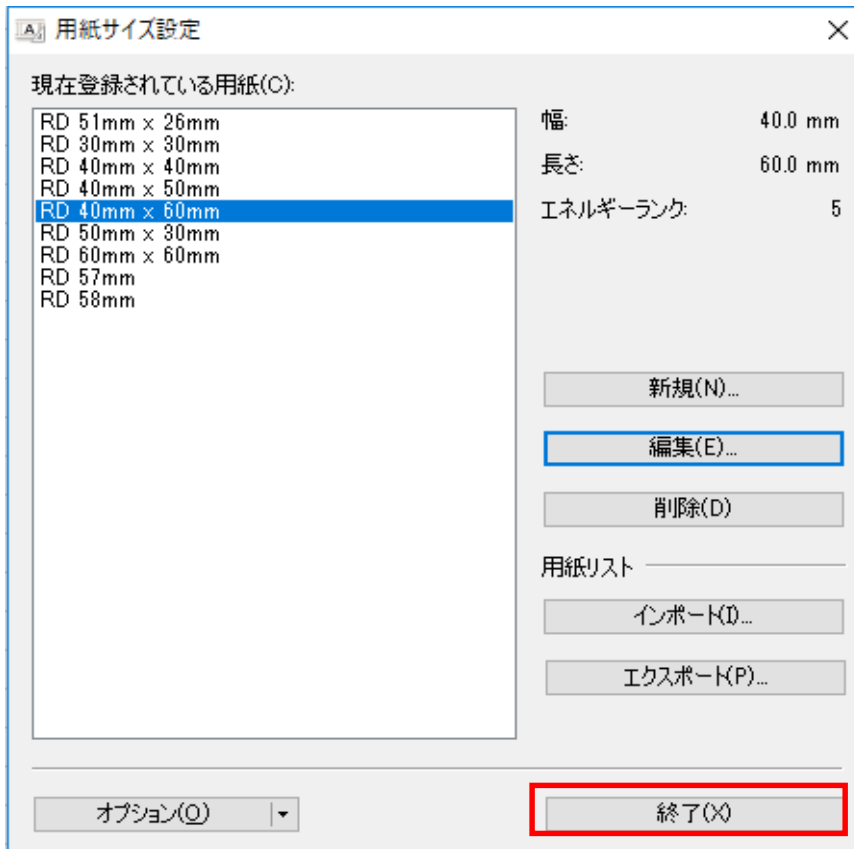 用紙サイズ設定
現在登録されている用紙(C):
RD 51mm x 26mm
RD 30mm x 30mm
RD 40mm x 40mm
RD 40mm x 50mm
RD 40mm x 60mm
RD 50mm x 30mm
RD 60mm x 60mm
RD 57mm
RD 58mm
幅: 40.0 mm
長さ: 60.0 mm
エネルギーランク: 5
新規(N)...
編集(E)...
削除(D)
用紙リスト
インポート(I)...
エクスポート(P)...
オプション(O)
終了(X)